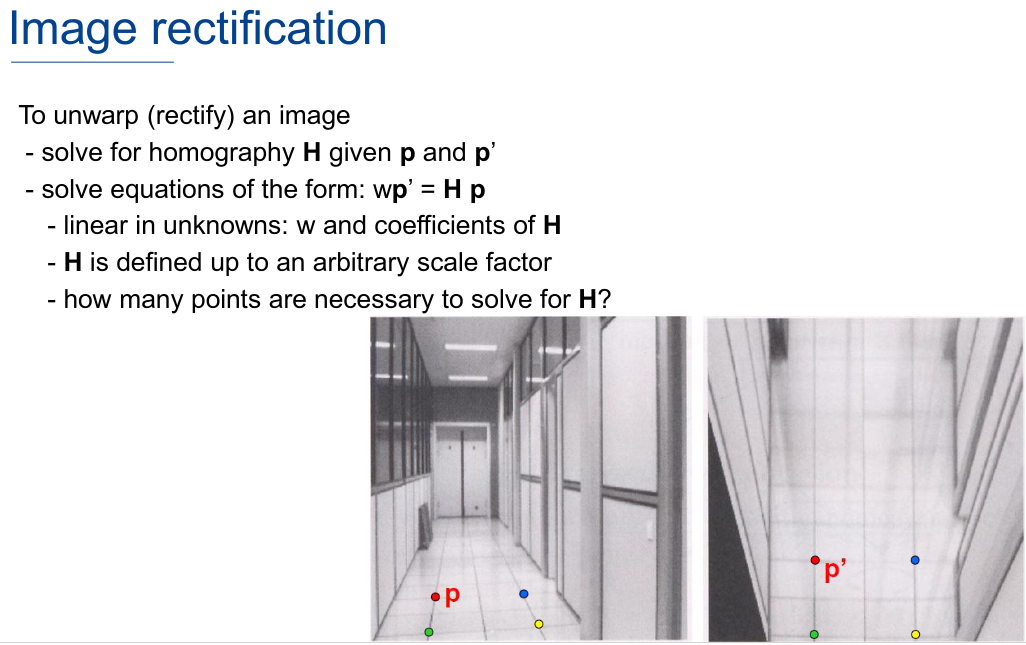 Image rectification
To unwarp (rectify) an image
- solve for homography H given p and p’
- solve equations of the form: wp’ = H p
- linear in unknowns: w and coefficients of H
- H is defined up to an arbitrary scale factor
- how many points are necessary to solve for H?
p
p’